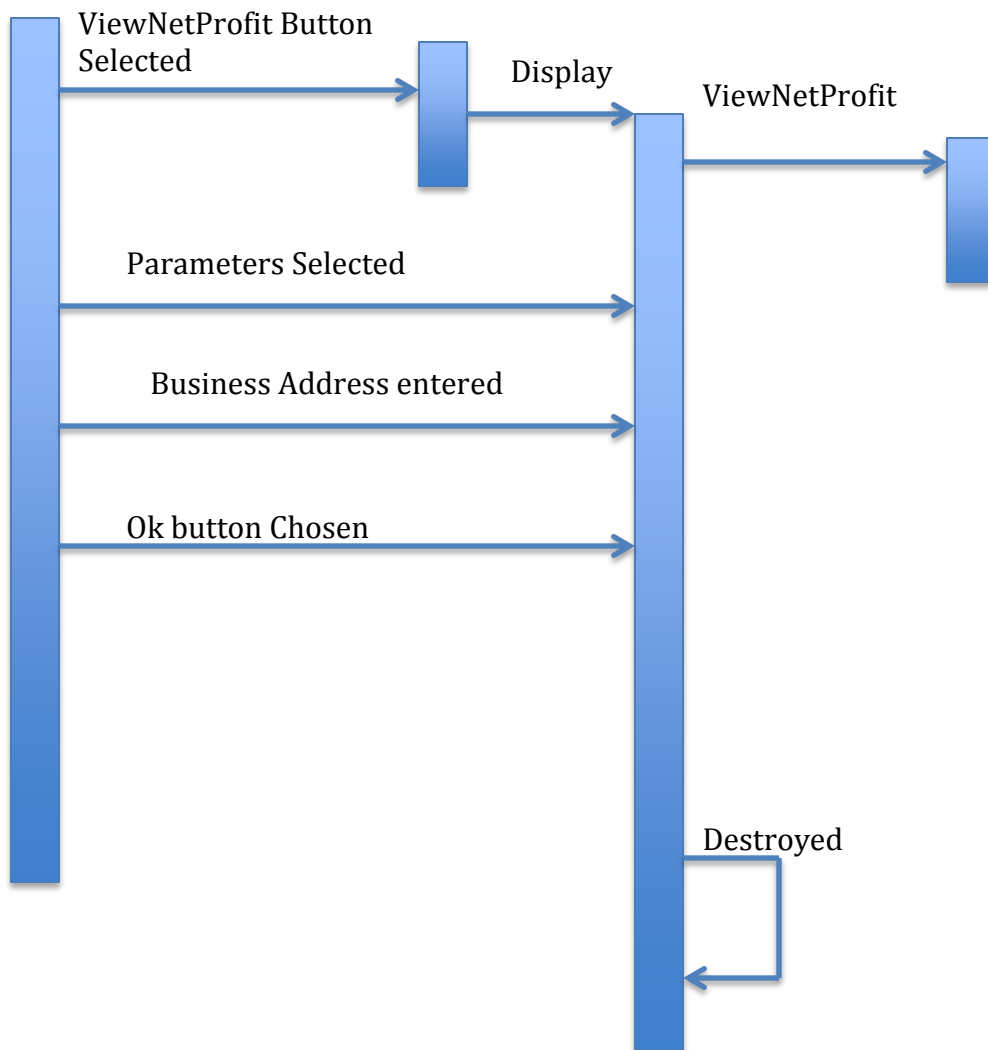 ViewNetProfit Button
Selected
Display
ViewNetProfit
Parameters Selected
Business Address entered
Ok button Chosen
Destroyed